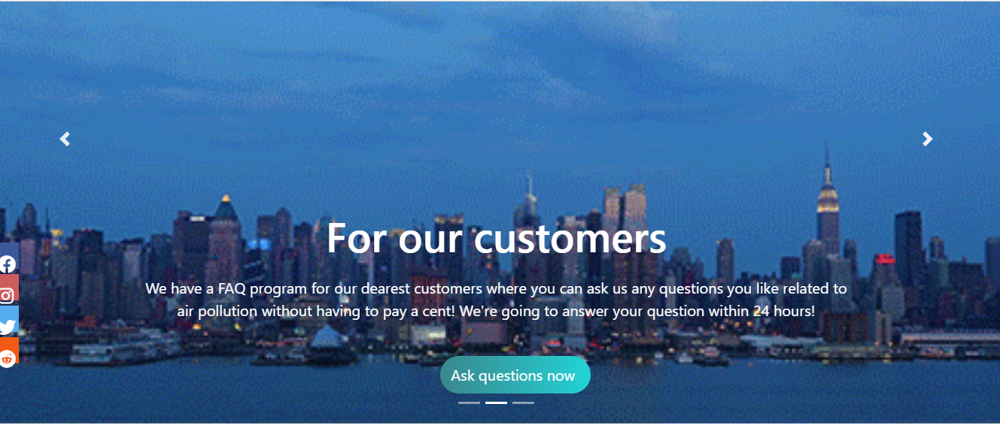 For our customers
We have a FAQ program for our dearest customers where you can ask us any questions you like related to
air pollution without having to pay a cent! We're going to answer your question within 24 hours!
Ask questions now